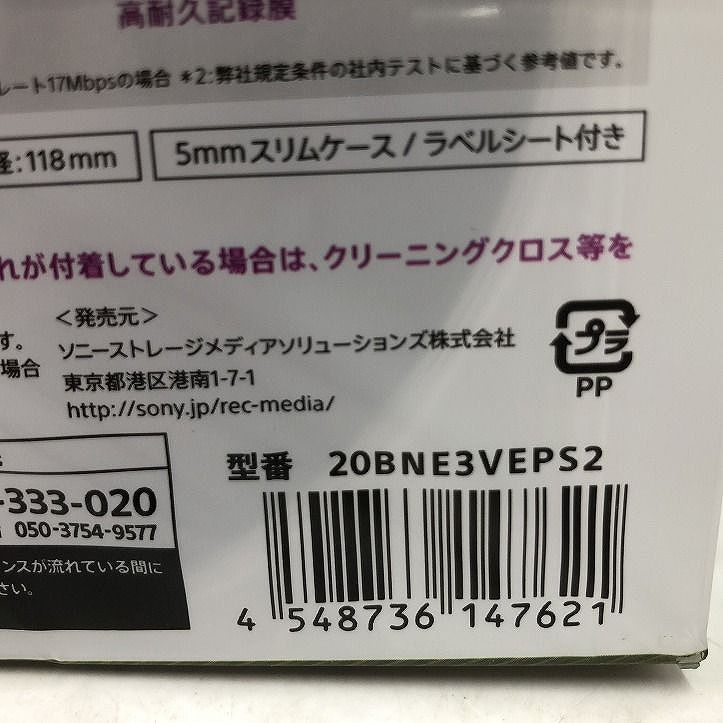 高耐久記録膜
レート17Mbpsの場合 *2:弊社規定条件の社内テストに基づく参考値です。
径:118mm
5mmスリムケース/ラベルシート付き
れが付着している場合は、クリーニングクロス等を
す。
場合
<発売元>
ソニーストレージメディアソリューションズ株式会社
東京都港区港南1-7-1
http://sony.jp/rec-media/
プラ
PP
-333-020
050-3754-9577
ンスが流れている間に
さい。
型番 20BNE3VEPS2
4 548736 147621